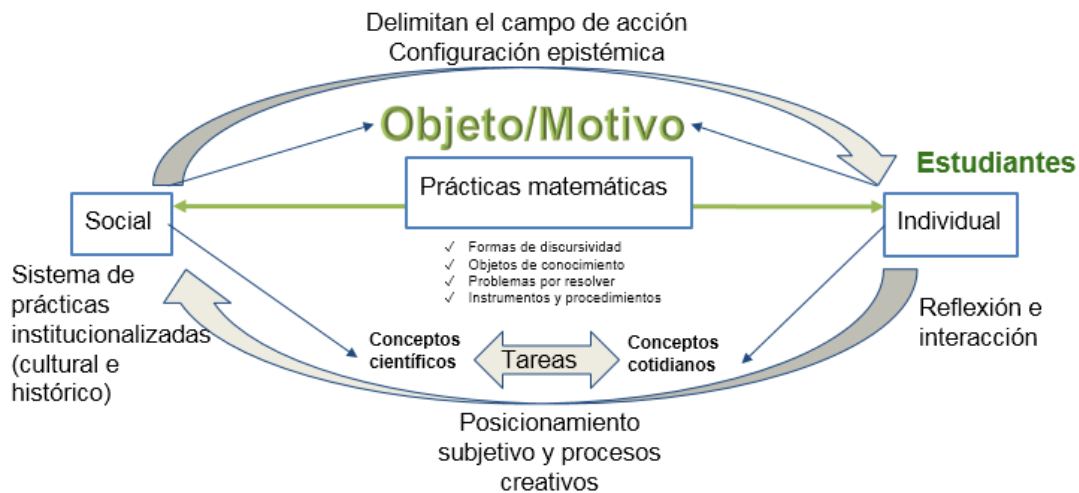 Delimitan el campo de acción
Configuración epistémica
Objeto/Motivo
Estudiantes
Prácticas matemáticas
Social
Individual
✓ Formas de discursividad
✓ Objetos de conocimiento
✓ Problemas por resolver
✓ Instrumentos y procedimientos
Sistema de
prácticas
institucionalizadas
(cultural e
histórico)
Reflexión e
interacción
Conceptos
científicos
Tareas
Conceptos
cotidianos
Posicionamiento
subjetivo y procesos
creativos